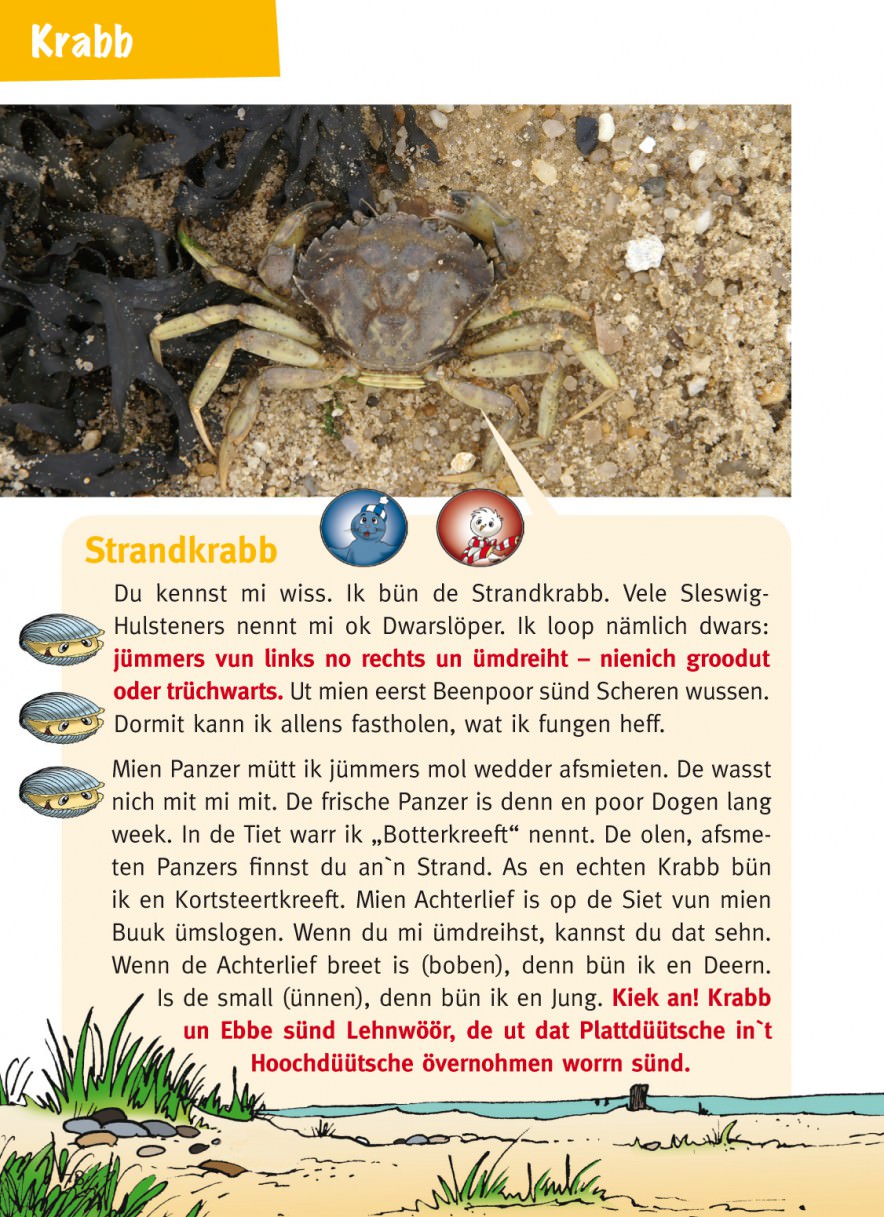 Krabb
Strandkrabb
Du kennst mi wiss. Ik bün de Strandkrabb. Vele Sleswig-
Hulsteners nennt mi ok Dwarslöper. Ik loop nämlich dwars:
jümmers vun links no rechts un ümdreiht – nienich groodut
oder trüchwarts. Ut mien eerst Beenpoor sünd Scheren wussen.
Dormit kann ik allens fastholen, wat ik fungen heff.
Mien Panzer mütt ik jümmers mol wedder afsmieten. De wasst
nich mit mi mit. De frische Panzer is denn en poor Dogen lang
week. In de Tiet warr ik „Botterkreeft“ nennt. De olen, afsme-
ten Panzers finnst du an`n Strand. As en echten Krabb bün
ik en Kortsteertkreeft. Mien Achterlief is op de Siet vun mien
Buuk ümslogen. Wenn du mi ümdreihst, kannst du dat sehn.
Wenn de Achterlief breet is (boben), denn bün ik en Deern.
Is de small (ünnen), denn bün ik en Jung. Kiek an! Krabb
un Ebbe sünd Lehnwöör, de ut dat Plattdüütsche in`t
Hoochdüütsche övernohmen worrn sünd.